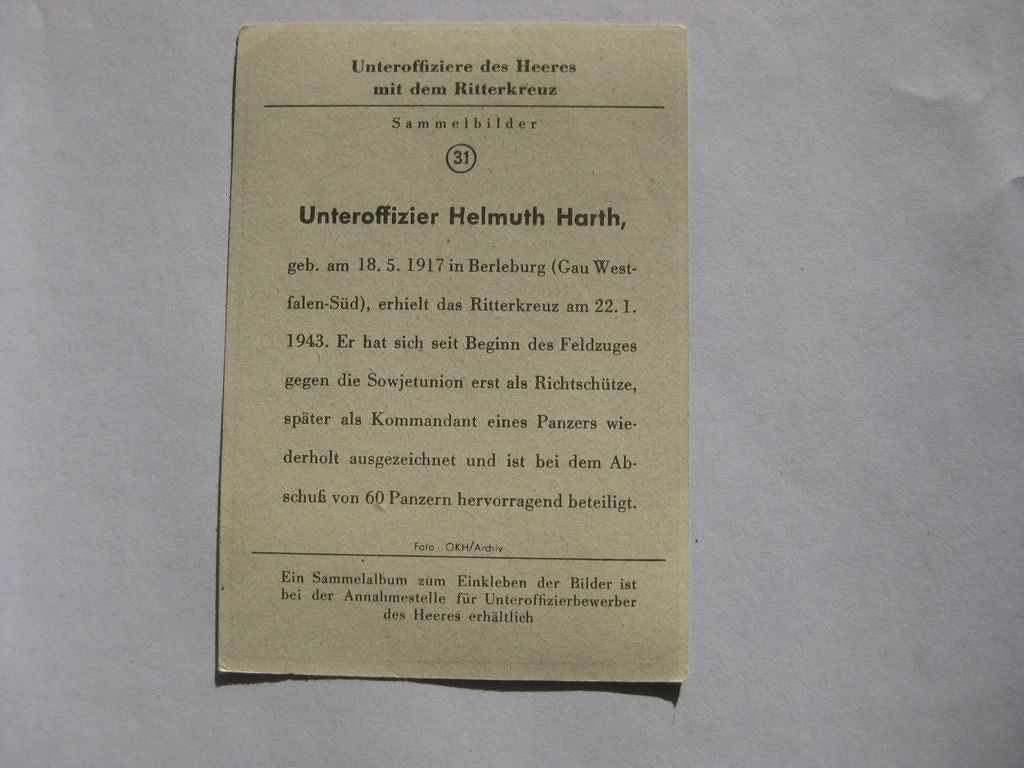 Unteroffiziere des Heeres
mit dem Ritterkreuz
Sammelbilder
31
Unteroffizier Helmuth Harth,
geb. am 18. 5. 1917 in Berleburg (Gau West-
falen-Süd), erhielt das Ritterkreuz am 22. 1.
1943. Er hat sich seit Beginn des Feldzuges
gegen die Sowjetunion erst als Richtschütze,
später als Kommandant eines Panzers wie-
derholt ausgezeichnet und ist bei dem Ab-
schuß von 60 Panzern hervorragend beteiligt.
Foto: OKH/Archiv
Ein Sammelalbum zum Einkleben der Bilder ist
bei der Annahmestelle für Unteroffizierbewerber
des Heeres erhältlich